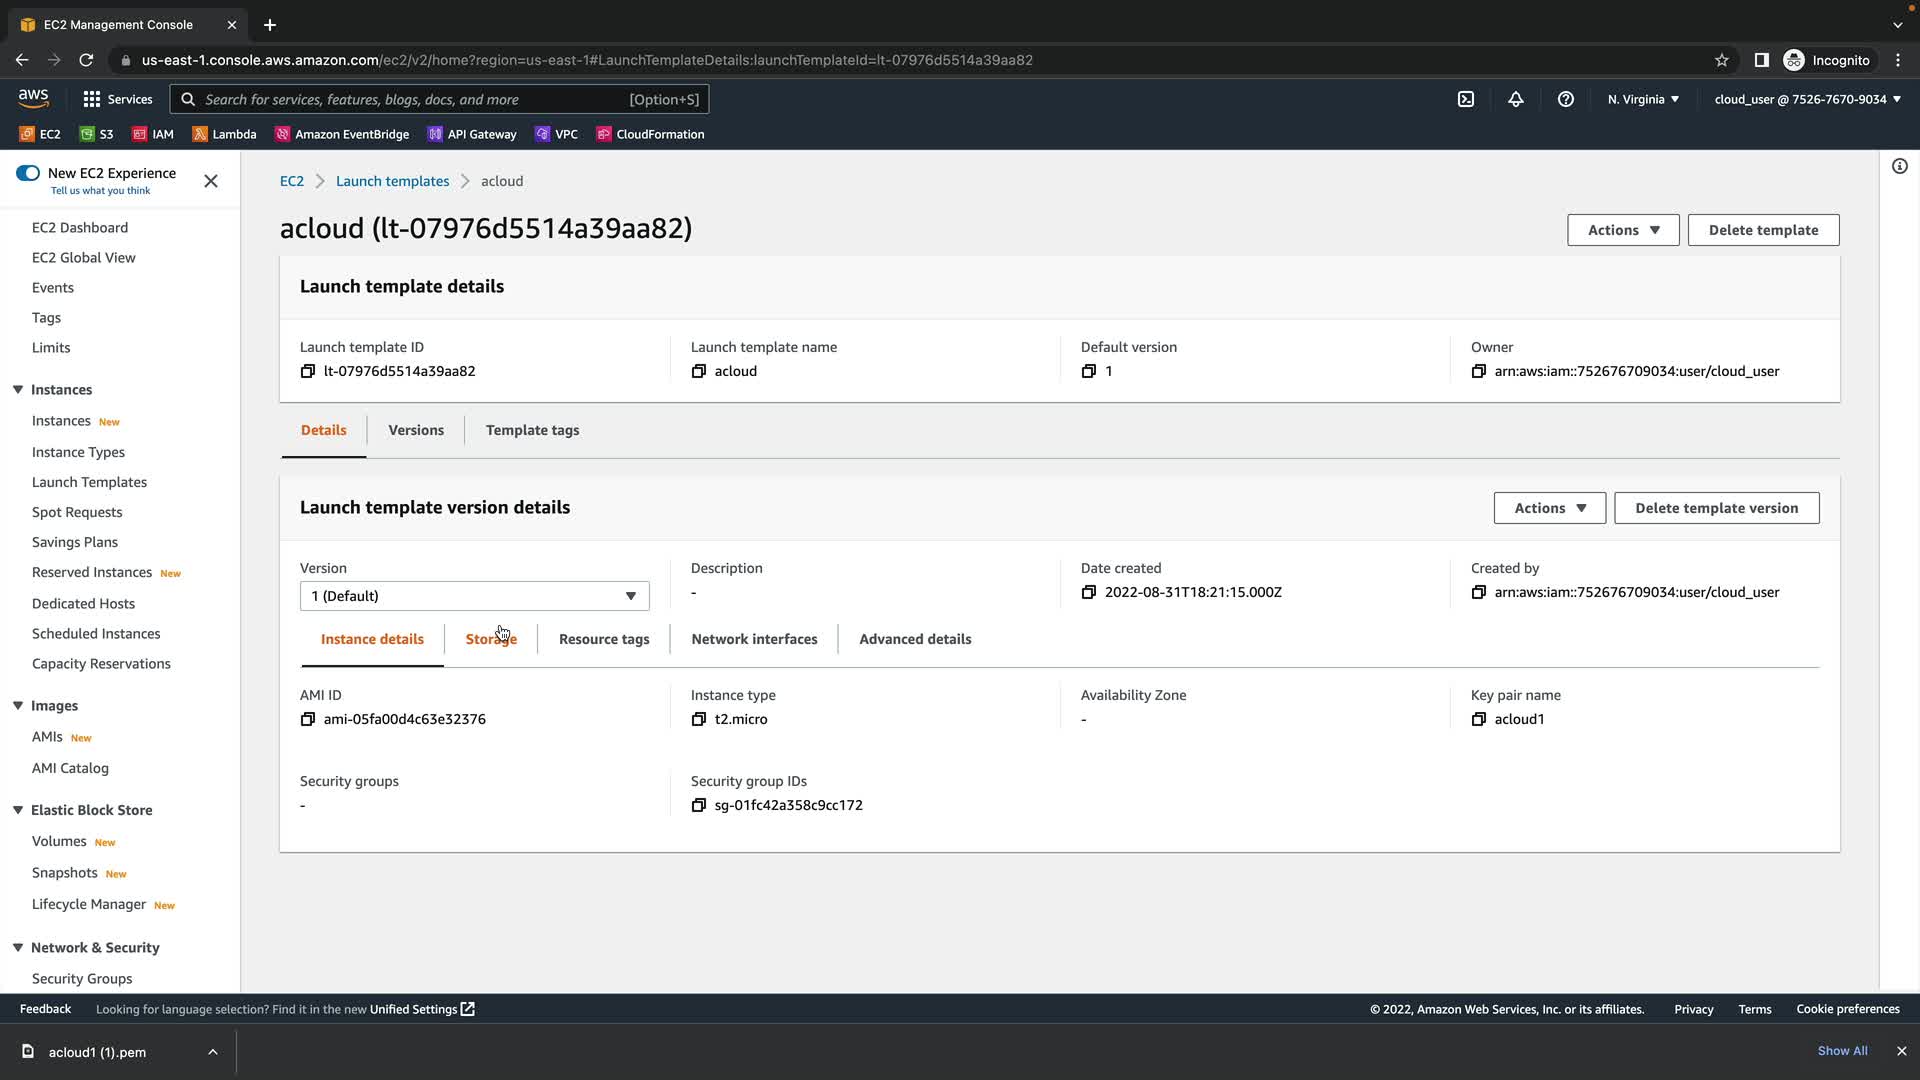 EC2 Management Console
us-east-1.console.aws.amazon.com/ec2/v2/home?region=us-east-1#LaunchTemplateDetails:launchTemplateId=lt-07976d5514a39aa82
Incognito
aws
Services
Search for services, features, blogs, docs, and more
[Option+S]
N. Virginia
cloud_user @ 7526-7670-9034
EC2
S3
IAM
Lambda
Amazon EventBridge
API Gateway
VPC
CloudFormation
New EC2 Experience
Tell us what you think
EC2 Dashboard
EC2 Global View
Events
Tags
Limits
Instances
Instances New
Instance Types
Launch Templates
Spot Requests
Savings Plans
Reserved Instances New
Dedicated Hosts
Scheduled Instances
Capacity Reservations
Images
AMIs New
AMI Catalog
Elastic Block Store
Volumes New
Snapshots New
Lifecycle Manager New
Network & Security
Security Groups
EC2 > Launch templates > acloud
acloud (lt-07976d5514a39aa82)
Actions
Delete template
Launch template details
Launch template ID
lt-07976d5514a39aa82
Launch template name
acloud
Default version
1
Owner
arn:aws:iam::752676709034:user/cloud_user
Details
Versions
Template tags
Launch template version details
Actions
Delete template version
Version
1 (Default)
Description
-
Date created
2022-08-31T18:21:15.000Z
Created by
arn:aws:iam::752676709034:user/cloud_user
Instance details
Storage
Resource tags
Network interfaces
Advanced details
AMI ID
ami-05fa00d4c63e32376
Instance type
t2.micro
Availability Zone
-
Key pair name
acloud1
Security groups
-
Security group IDs
sg-01fc42a358c9cc172
Feedback
Looking for language selection? Find it in the new Unified Settings
© 2022, Amazon Web Services, Inc. or its affiliates.
Privacy
Terms
Cookie preferences
acloud1 (1).pem
Show All